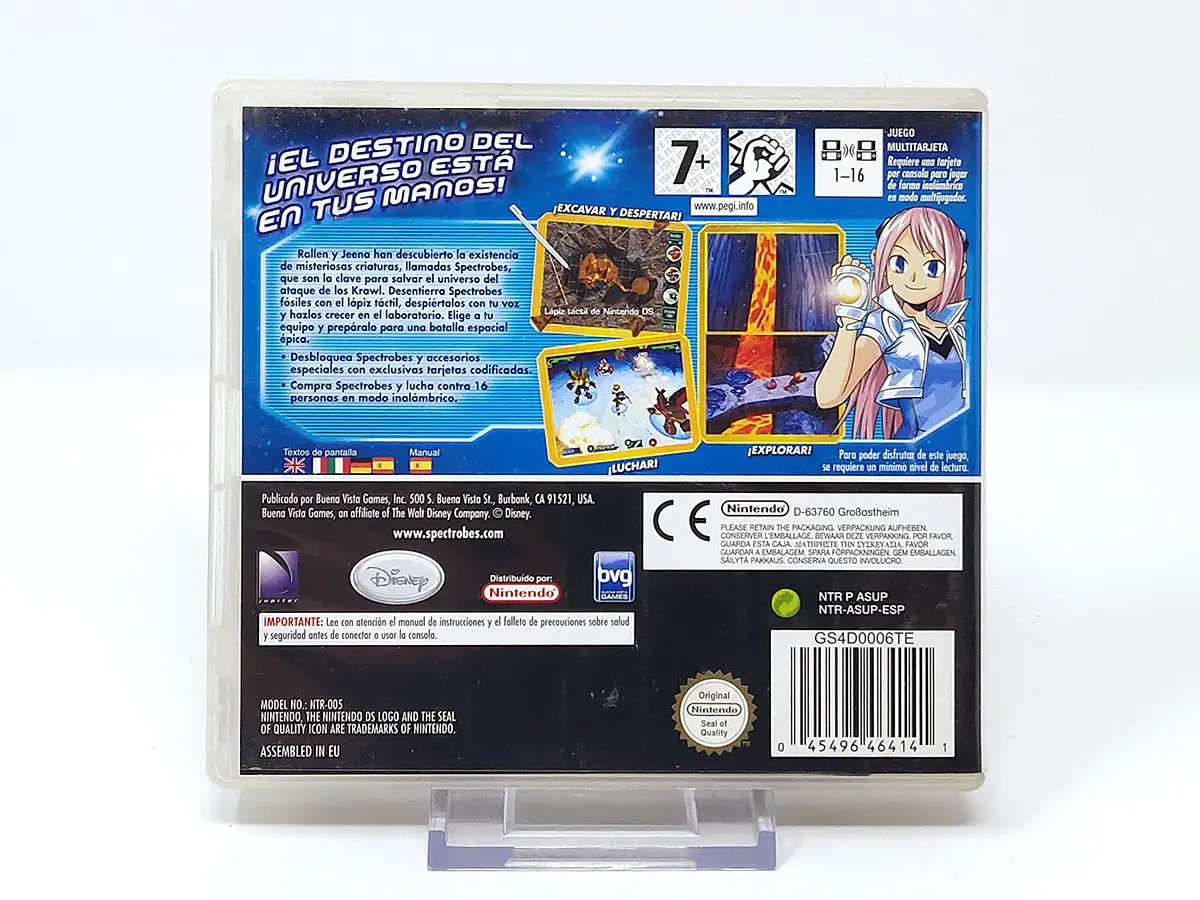 ¡EL DESTINO DEL
UNIVERSO ESTÁ
EN TUS MANOS!
7+
www.pegi.info
1–16
JUEGO
MULTITARJETA
Requiere una tarjeta
por consola para jugar
de forma inalámbrica
en modo multijugador.
¡EXCAVAR Y DESPERTAR!
Rallen y Jeena han descubierto la existencia
de misteriosas criaturas, llamadas Spectrobes,
que son la clave para salvar el universo del
ataque de los Krawl. Desentierra Spectrobes
fósiles con el lápiz táctil, despiértalos con tu voz
y hazlos crecer en el laboratorio. Elige a tu
equipo y prepáralo para una batalla espacial
épica.
• Desbloquea Spectrobes y accesorios
especiales con exclusivas tarjetas codificadas.
• Compra Spectrobes y lucha contra 16
personas en modo inalámbrico.
Lápiz táctil de Nintendo DS
¡LUCHAR!
¡EXPLORAR!
Textos de pantalla
Manual
Para poder disfrutar de este juego,
se requiere un mínimo nivel de lectura.
Publicado por Buena Vista Games, Inc. 500 S. Buena Vista St., Burbank, CA 91521, USA.
Buena Vista Games, an affiliate of The Walt Disney Company. © Disney.
www.spectrobes.com
CE
Nintendo D-63760 Großostheim
PLEASE RETAIN THE PACKAGING. VERPACKUNG AUFHEBEN.
CONSERVER L'EMBALLAGE. BEWAAR DEZE VERPAKKING. POR FAVOR,
GUARDA ESTA CAJA. ΔΙΑΤΗΡΗΣΤΕ ΤΗΝ ΣΥΣΚΕΥΑΣΙΑ. FAVOR
GUARDAR A EMBALAGEM. SPARA FÖRPACKNINGEN. GEM EMBALLAGEN.
SÄILYTÄ PAKKAUS. CONSERVA QUESTO INVOLUCRO.
jupiter
Disney
Distribuido por:
Nintendo
bvg
BUENA VISTA
GAMES
NTR P ASUP
NTR-ASUP-ESP
IMPORTANTE: Lee con atención el manual de instrucciones y el folleto de precauciones sobre salud
y seguridad antes de conectar o usar la consola.
GS4D0006TE
MODEL NO.: NTR-005
NINTENDO, THE NINTENDO DS LOGO AND THE SEAL
OF QUALITY ICON ARE TRADEMARKS OF NINTENDO.
ASSEMBLED IN EU
Original
Nintendo
Seal of
Quality
TM
0 45496 46414 1